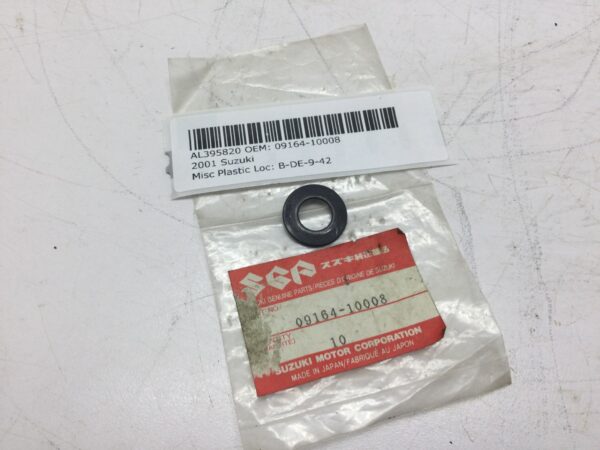 AL395820 OEM: 09164-10008
2001 Suzuki
Misc Plastic Loc: B-DE-9-42
SGP スズキ純正部品
GENUINE PARTS/PIECES D'ORIGINE DE SUZUKI
09164-10008
10
SUZUKI MOTOR CORPORATION
MADE IN JAPAN/FABRIQUÉ AU JAPON